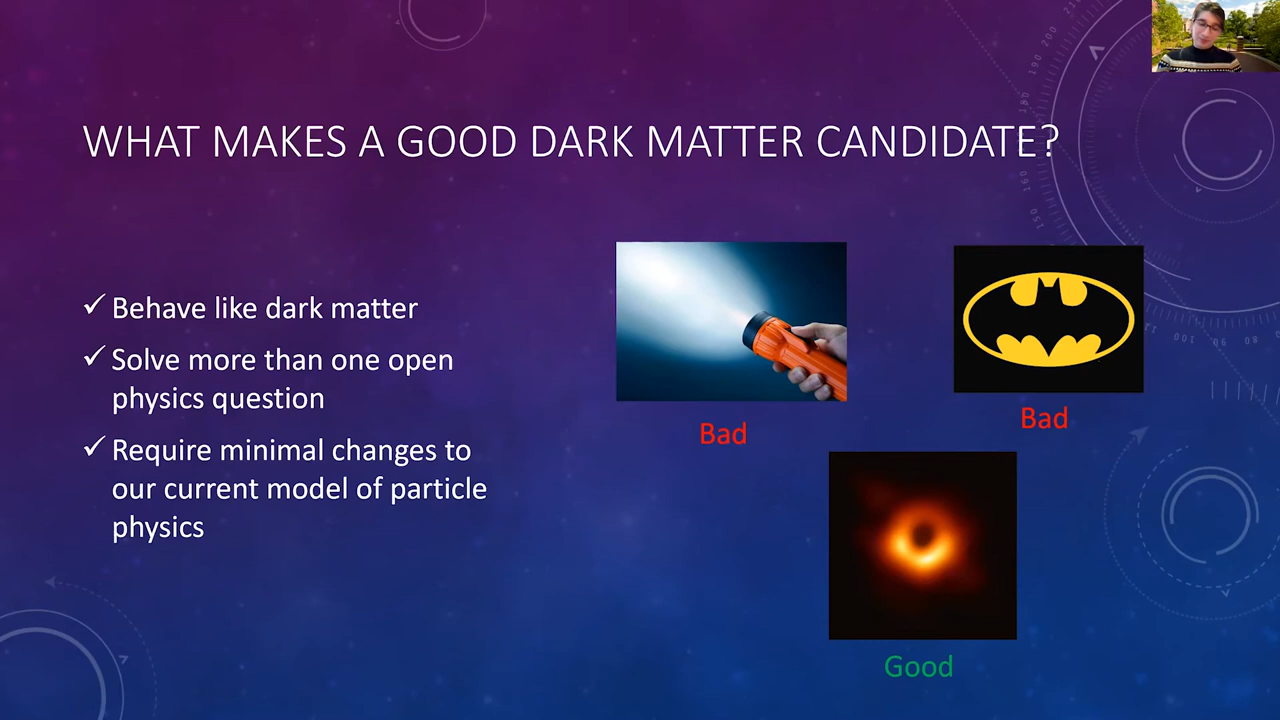 WHAT MAKES A GOOD DARK MATTER CANDIDATE?
✓ Behave like dark matter
✓ Solve more than one open
physics question
✓ Require minimal changes to
our current model of particle
physics
Bad
Bad
Good